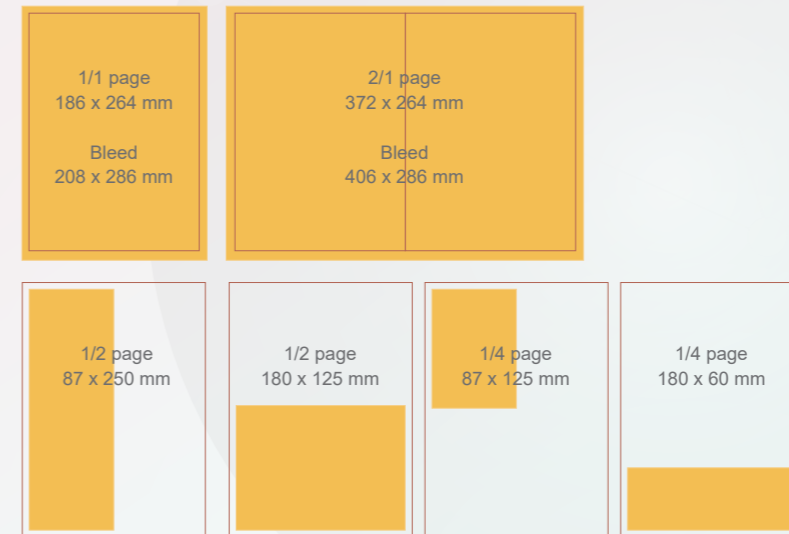 1/1 page
186 x 264 mm
Bleed
208 x 286 mm
2/1 page
372 x 264 mm
Bleed
406 x 286 mm
1/2 page
87 x 250 mm
1/2 page
180 x 125 mm
1/4 page
87 x 125 mm
1/4 page
180 x 60 mm